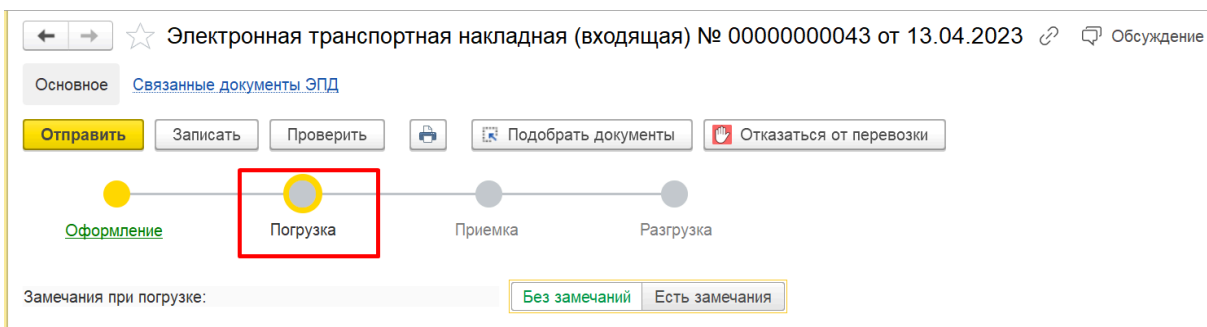 Электронная транспортная накладная (входящая) № 00000000043 от 13.04.2023 Обсуждение
Основное Связанные документы ЭПД
Отправить Записать Проверить Подобрать документы Отказаться от перевозки
Оформление Погрузка Приемка Разгрузка
Замечания при погрузке: Без замечаний Есть замечания